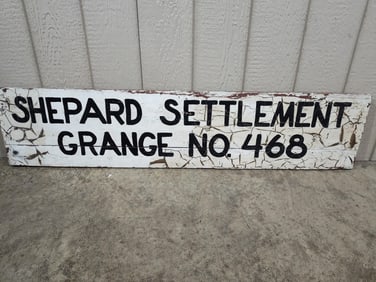 SHEPARD SETTLEMENT
GRANGE NO. 468